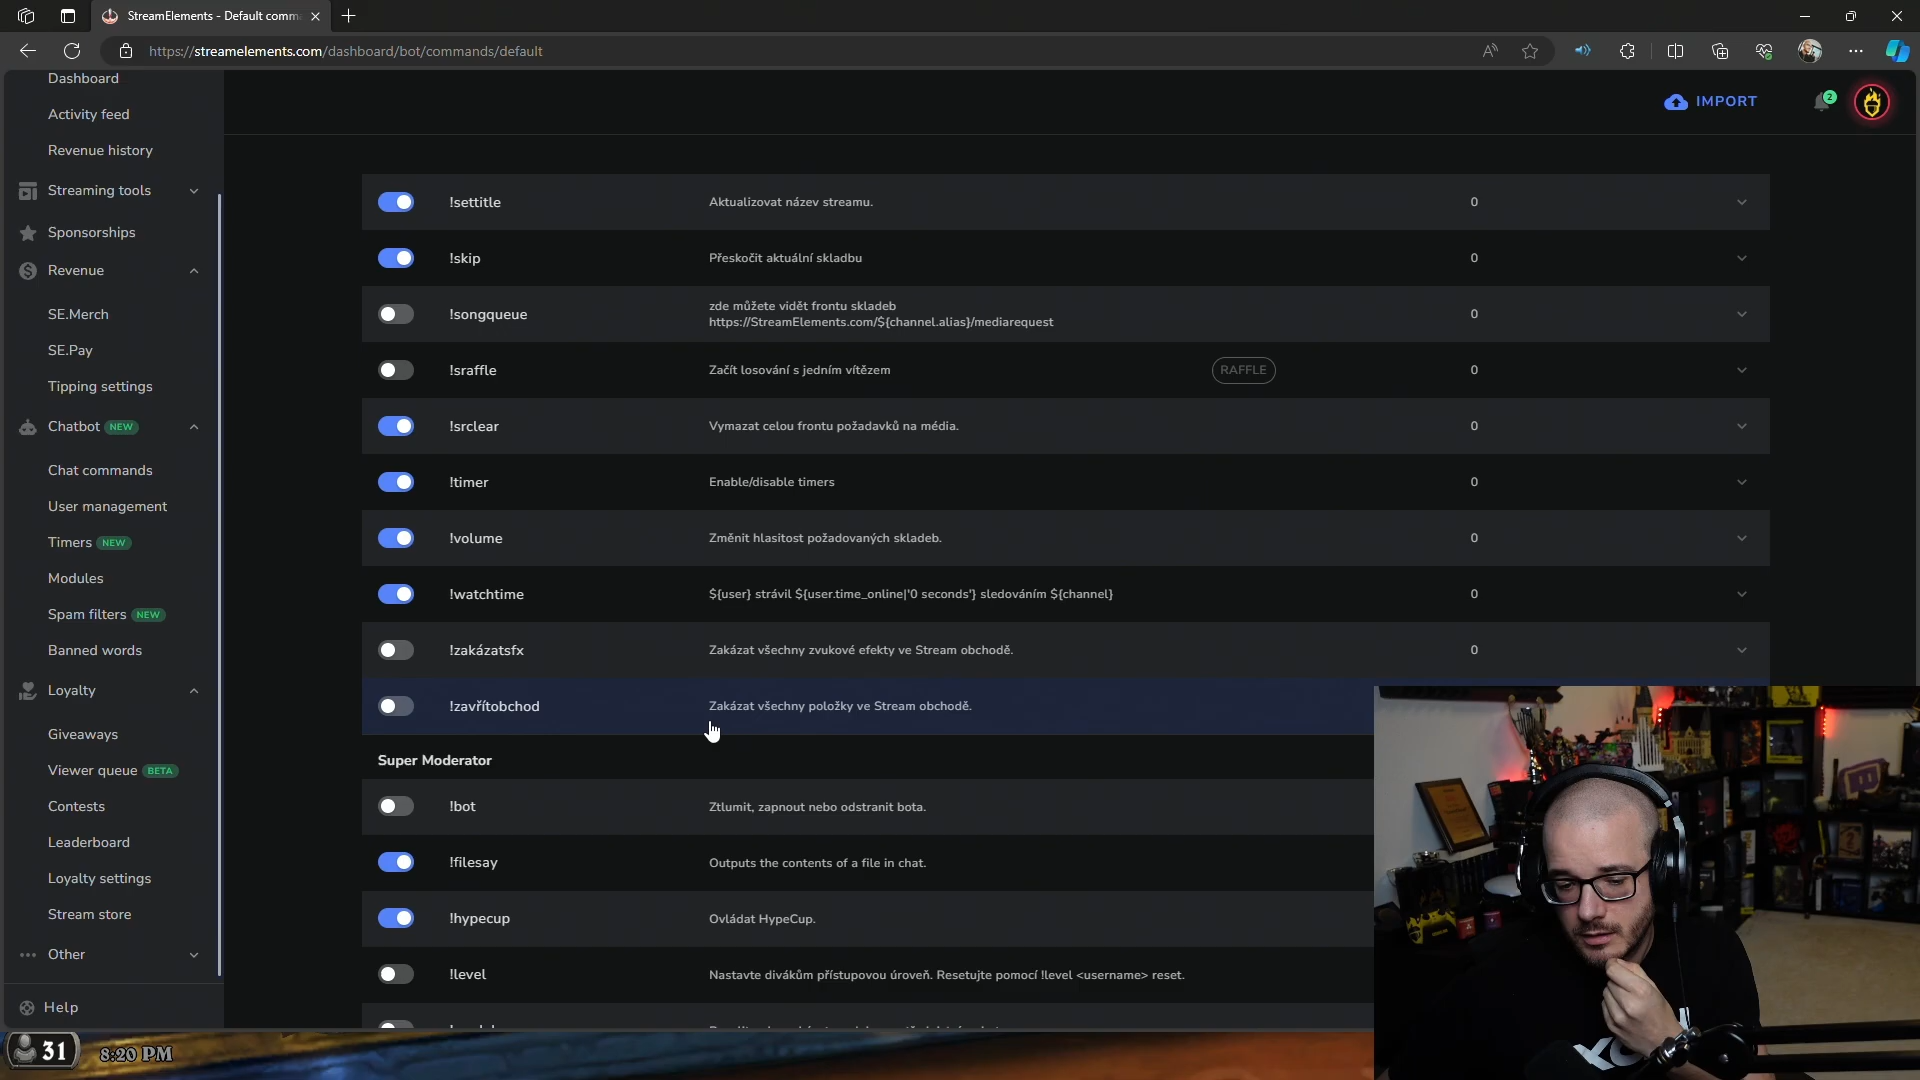 StreamElements - Default comm
https://streamelements.com/dashboard/bot/commands/default
IMPORT
2
Dashboard
Activity feed
Revenue history
Streaming tools
Sponsorships
Revenue
SE.Merch
SE.Pay
Tipping settings
Chatbot NEW
Chat commands
User management
Timers NEW
Modules
Spam filters NEW
Banned words
Loyalty
Giveaways
Viewer queue BETA
Contests
Leaderboard
Loyalty settings
Stream store
Other
Help
!settitle Aktualizovat název streamu. 0
!skip Přeskočit aktuální skladbu 0
!songqueue zde můžete vidět frontu skladeb 0
https://StreamElements.com/${channel.alias}/mediarequest
!sraffle Začít losování s jedním vítězem RAFFLE 0
!srclear Vymazat celou frontu požadavků na média. 0
!timer Enable/disable timers 0
!volume Změnit hlasitost požadovaných skladeb. 0
!watchtime ${user} strávil ${user.time_online|'0 seconds'} sledováním ${channel} 0
!zakázatsfx Zakázat všechny zvukové efekty ve Stream obchodě. 0
!zavřítobchod Zakázat všechny položky ve Stream obchodě.
Super Moderator
!bot Ztlumit, zapnout nebo odstranit bota.
!filesay Outputs the contents of a file in chat.
!hypecup Ovládat HypeCup.
!level Nastavte divákům přístupovou úroveň. Resetujte pomocí !level <username> reset.
31 8:20 PM